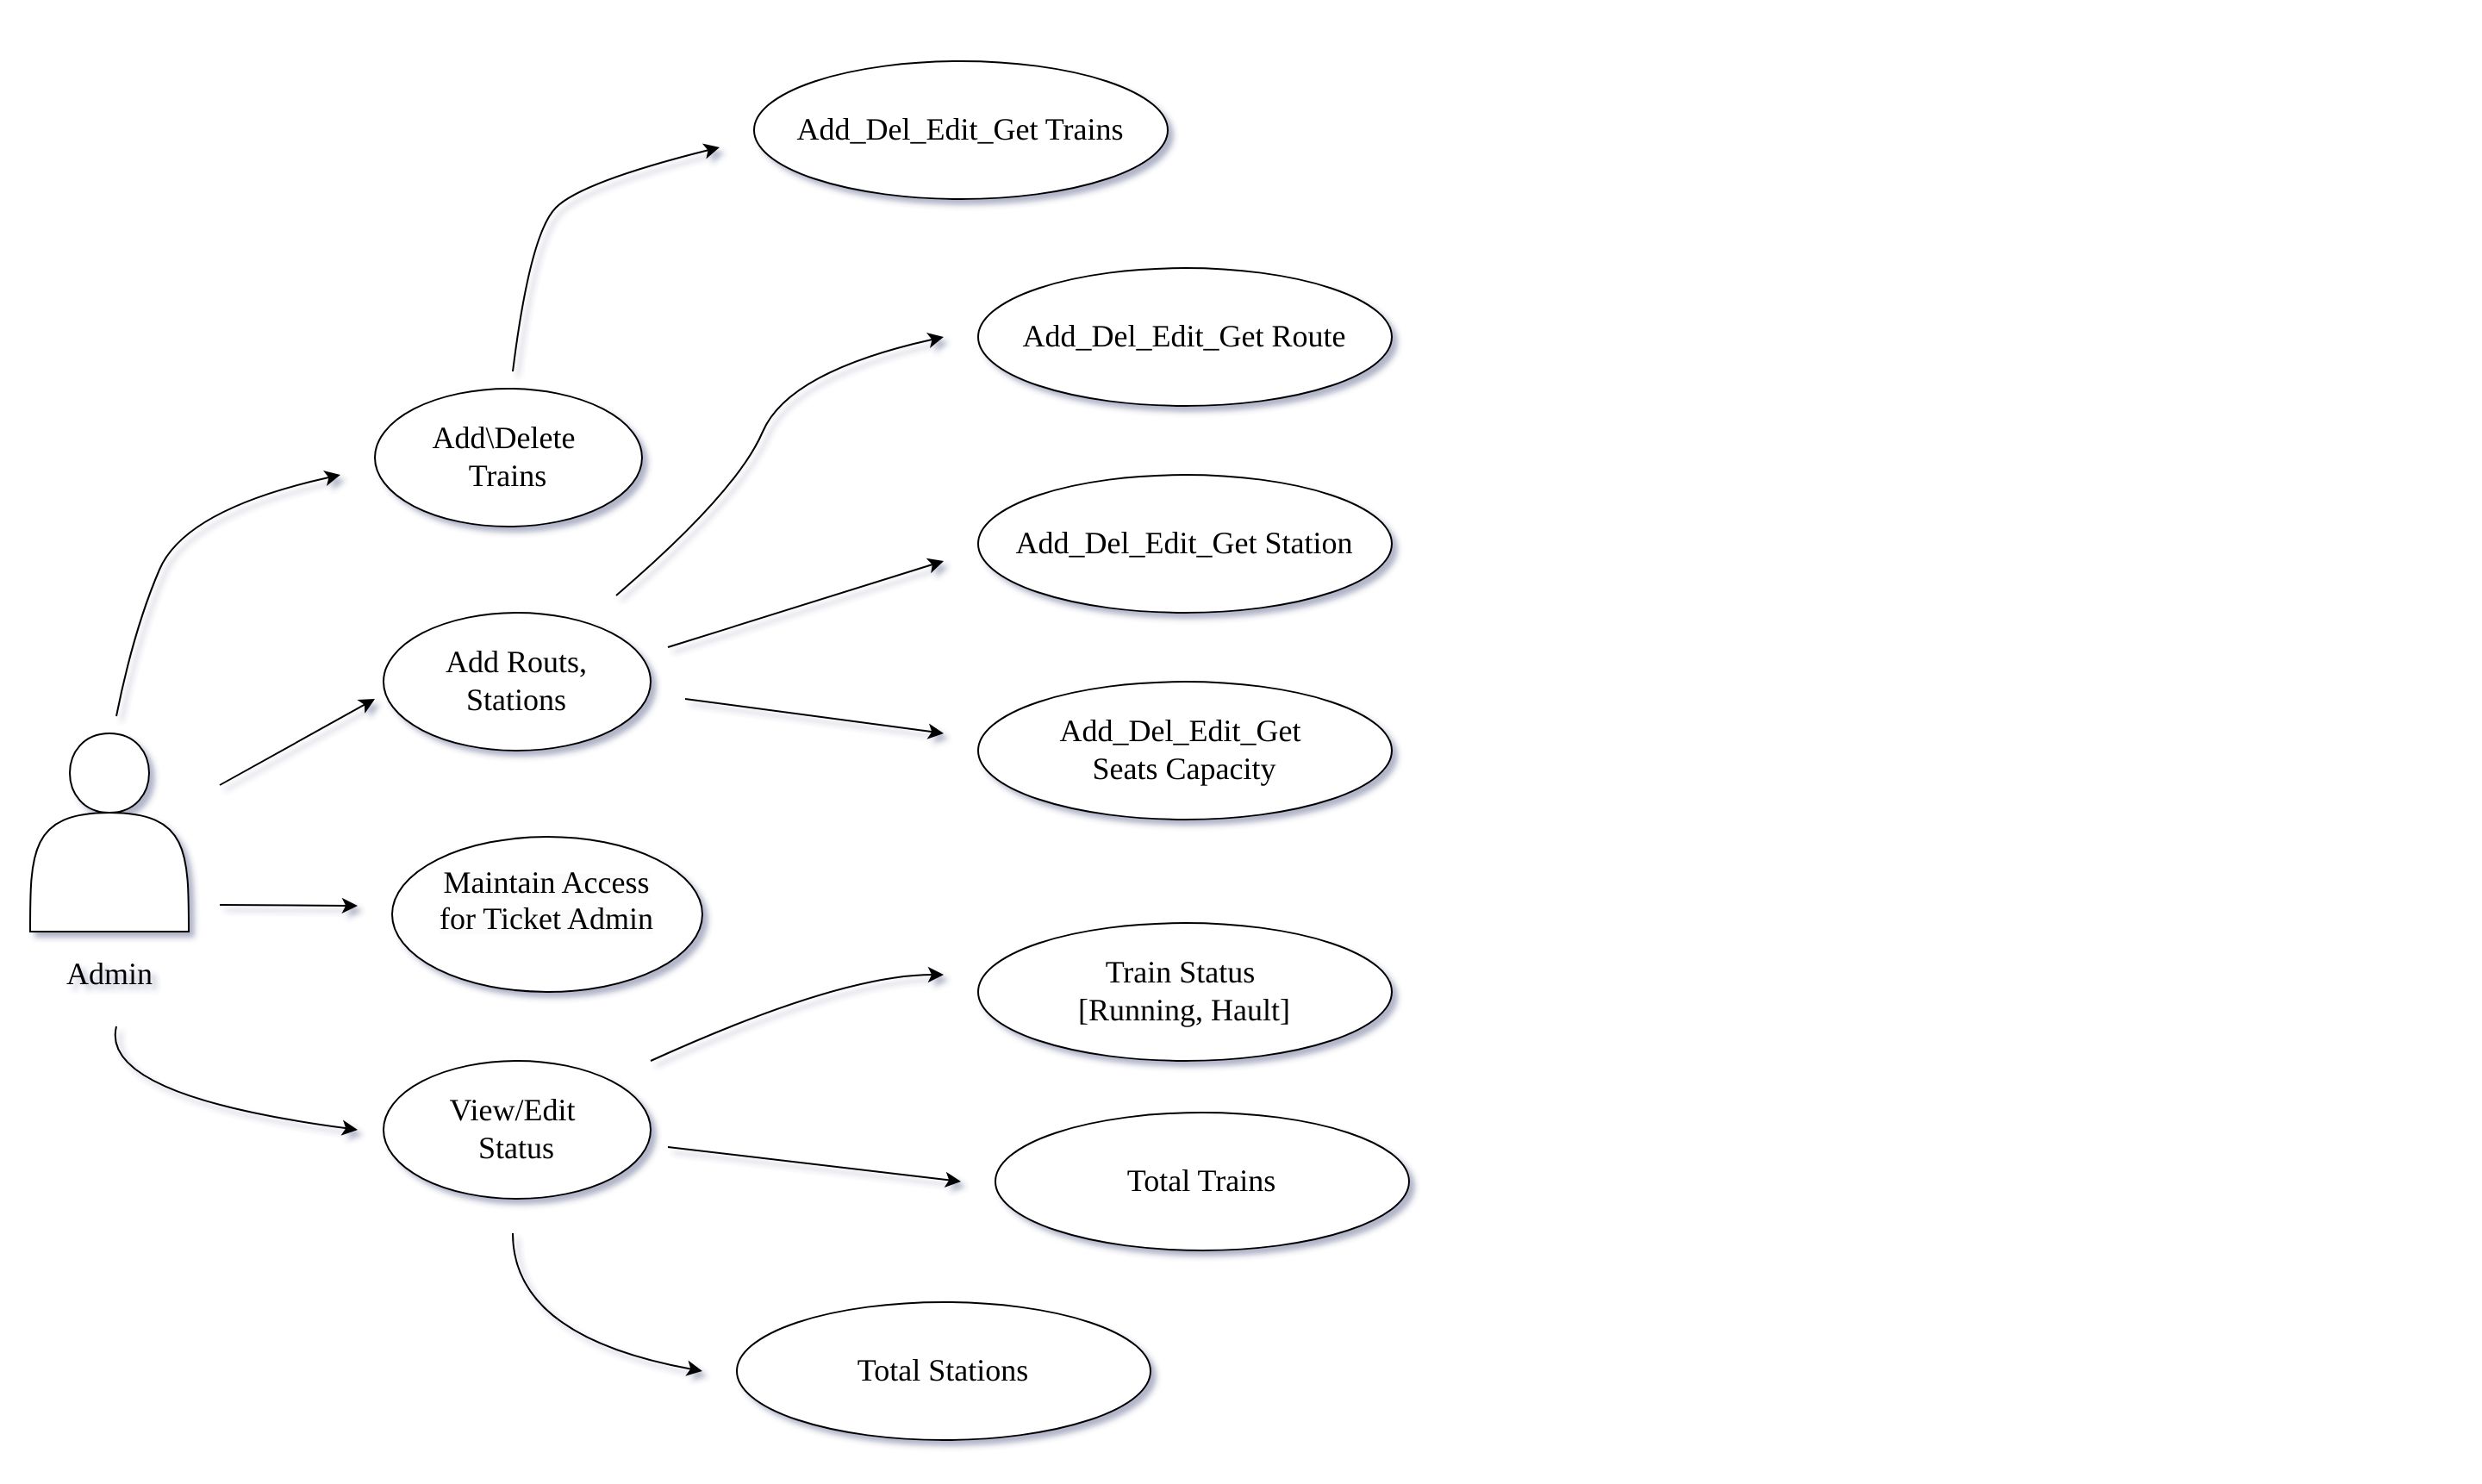 Add_Del_Edit_Get Trains
Add_Del_Edit_Get Route
Add\Delete
Trains
Add_Del_Edit_Get Station
Add Routs,
Stations
Add_Del_Edit_Get
Seats Capacity
Maintain Access
for Ticket Admin
Admin
Train Status
[Running, Hault]
View/Edit
Status
Total Trains
Total Stations